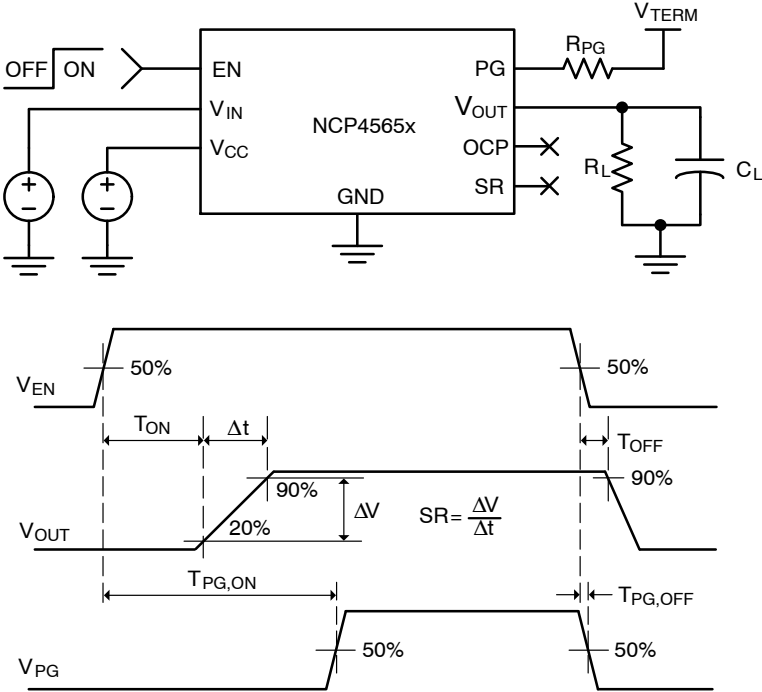 V_TERM
OFF ON
EN
PG
R_PG
V_IN
V_OUT
NCP4565x
V_CC
OCP
R_L
C_L
SR
GND
+
-
+
-
V_EN
50%
50%
T_ON
Δt
T_OFF
90%
ΔV
SR = ΔV/Δt
90%
V_OUT
20%
T_PG,ON
T_PG,OFF
V_PG
50%
50%